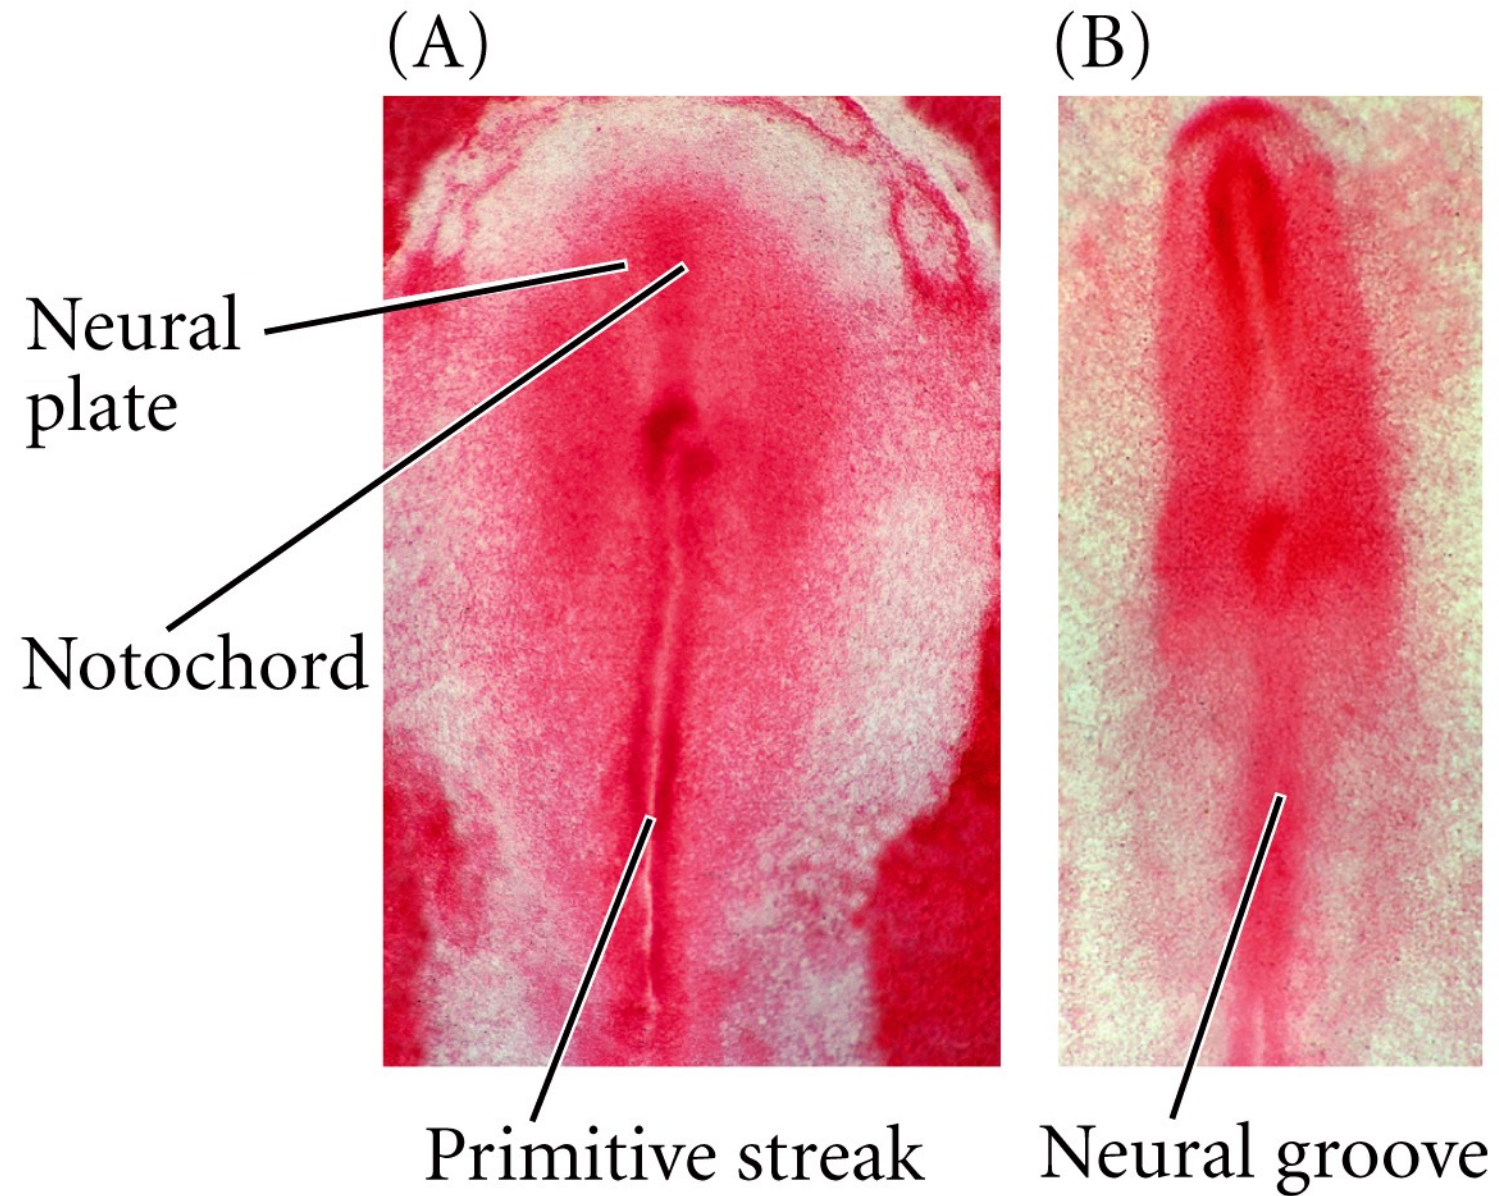 (A)
(B)
Neural
plate
Notochord
Primitive streak
Neural groove